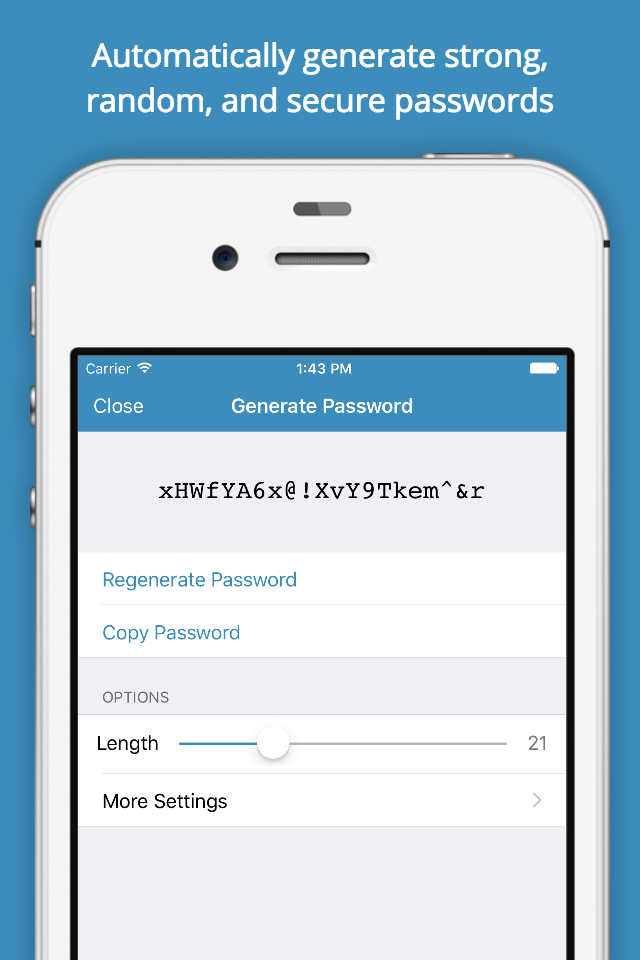 Automatically generate strong,
random, and secure passwords
Carrier 1:43 PM
Close Generate Password
xHWfYA6x@!XvY9Tkem^&r
Regenerate Password
Copy Password
OPTIONS
Length 21
More Settings